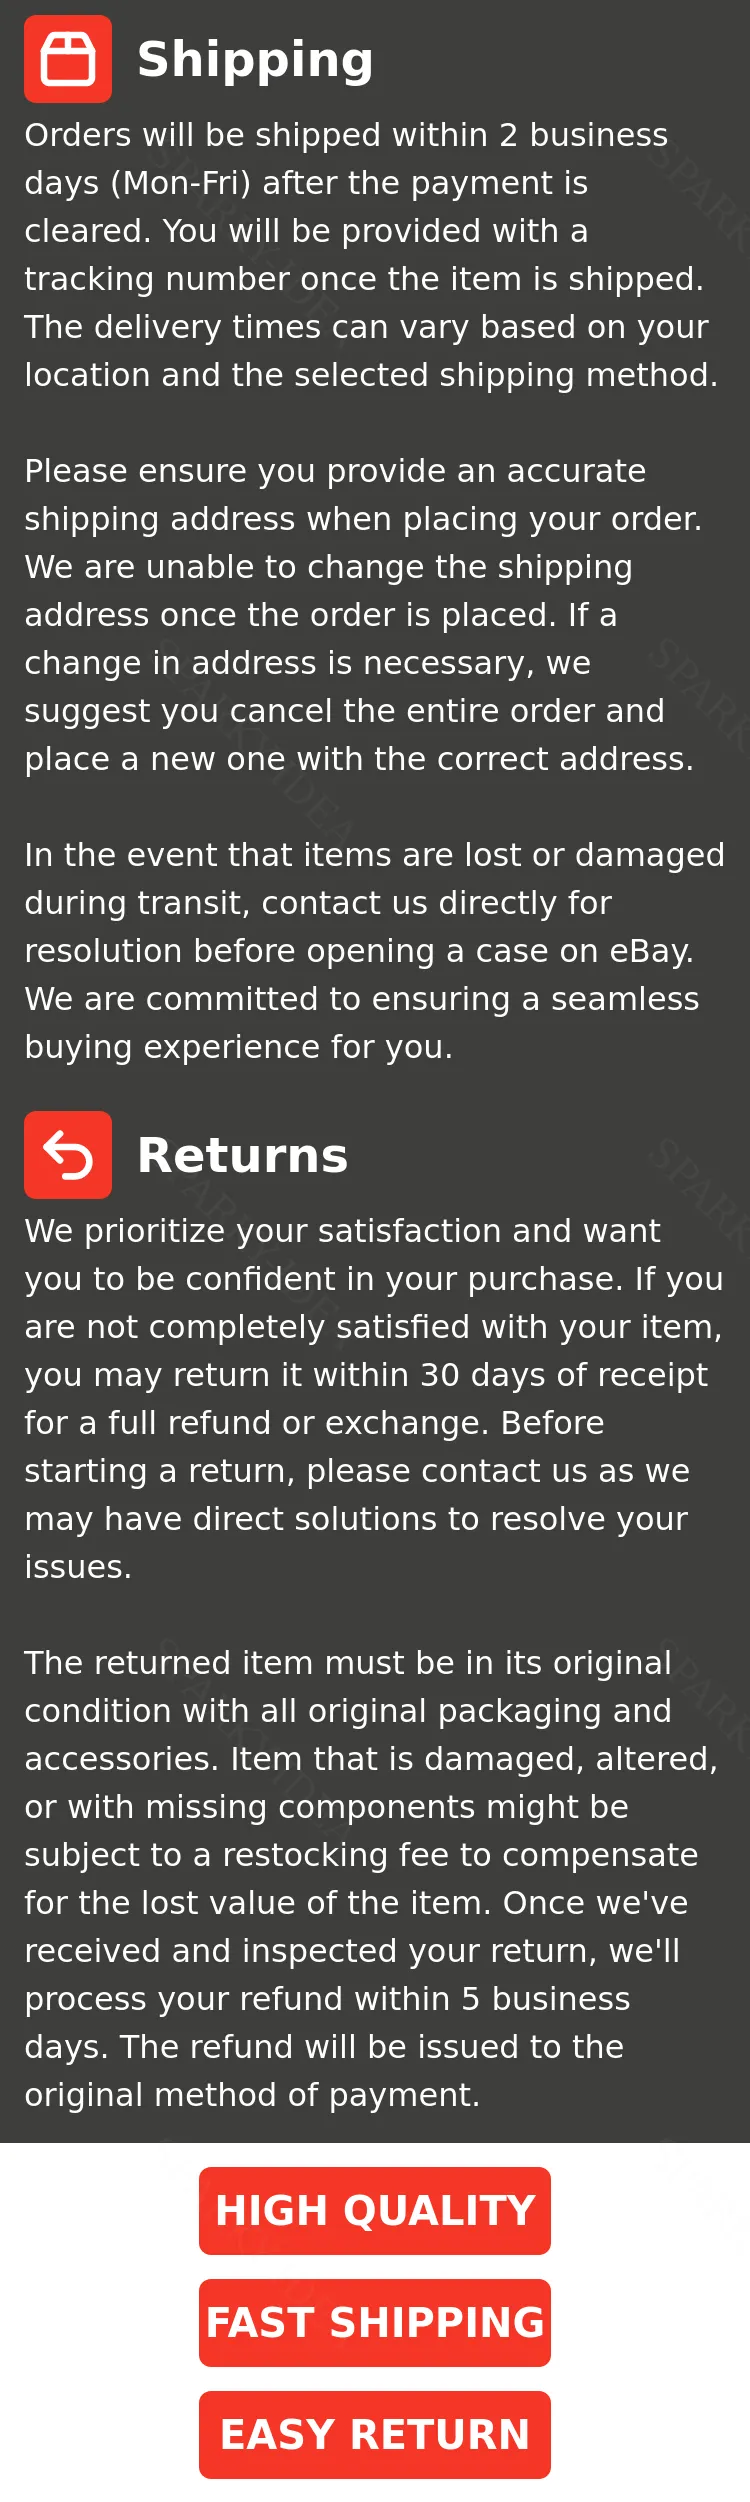 Shipping
Orders will be shipped within 2 business
days (Mon-Fri) after the payment is
cleared. You will be provided with a
tracking number once the item is shipped.
The delivery times can vary based on your
location and the selected shipping method.
Please ensure you provide an accurate
shipping address when placing your order.
We are unable to change the shipping
address once the order is placed. If a
change in address is necessary, we
suggest you cancel the entire order and
place a new one with the correct address.
In the event that items are lost or damaged
during transit, contact us directly for
resolution before opening a case on eBay.
We are committed to ensuring a seamless
buying experience for you.
Returns
We prioritize your satisfaction and want
you to be confident in your purchase. If you
are not completely satisfied with your item,
you may return it within 30 days of receipt
for a full refund or exchange. Before
starting a return, please contact us as we
may have direct solutions to resolve your
issues.
The returned item must be in its original
condition with all original packaging and
accessories. Item that is damaged, altered,
or with missing components might be
subject to a restocking fee to compensate
for the lost value of the item. Once we've
received and inspected your return, we'll
process your refund within 5 business
days. The refund will be issued to the
original method of payment.
HIGH QUALITY
FAST SHIPPING
EASY RETURN